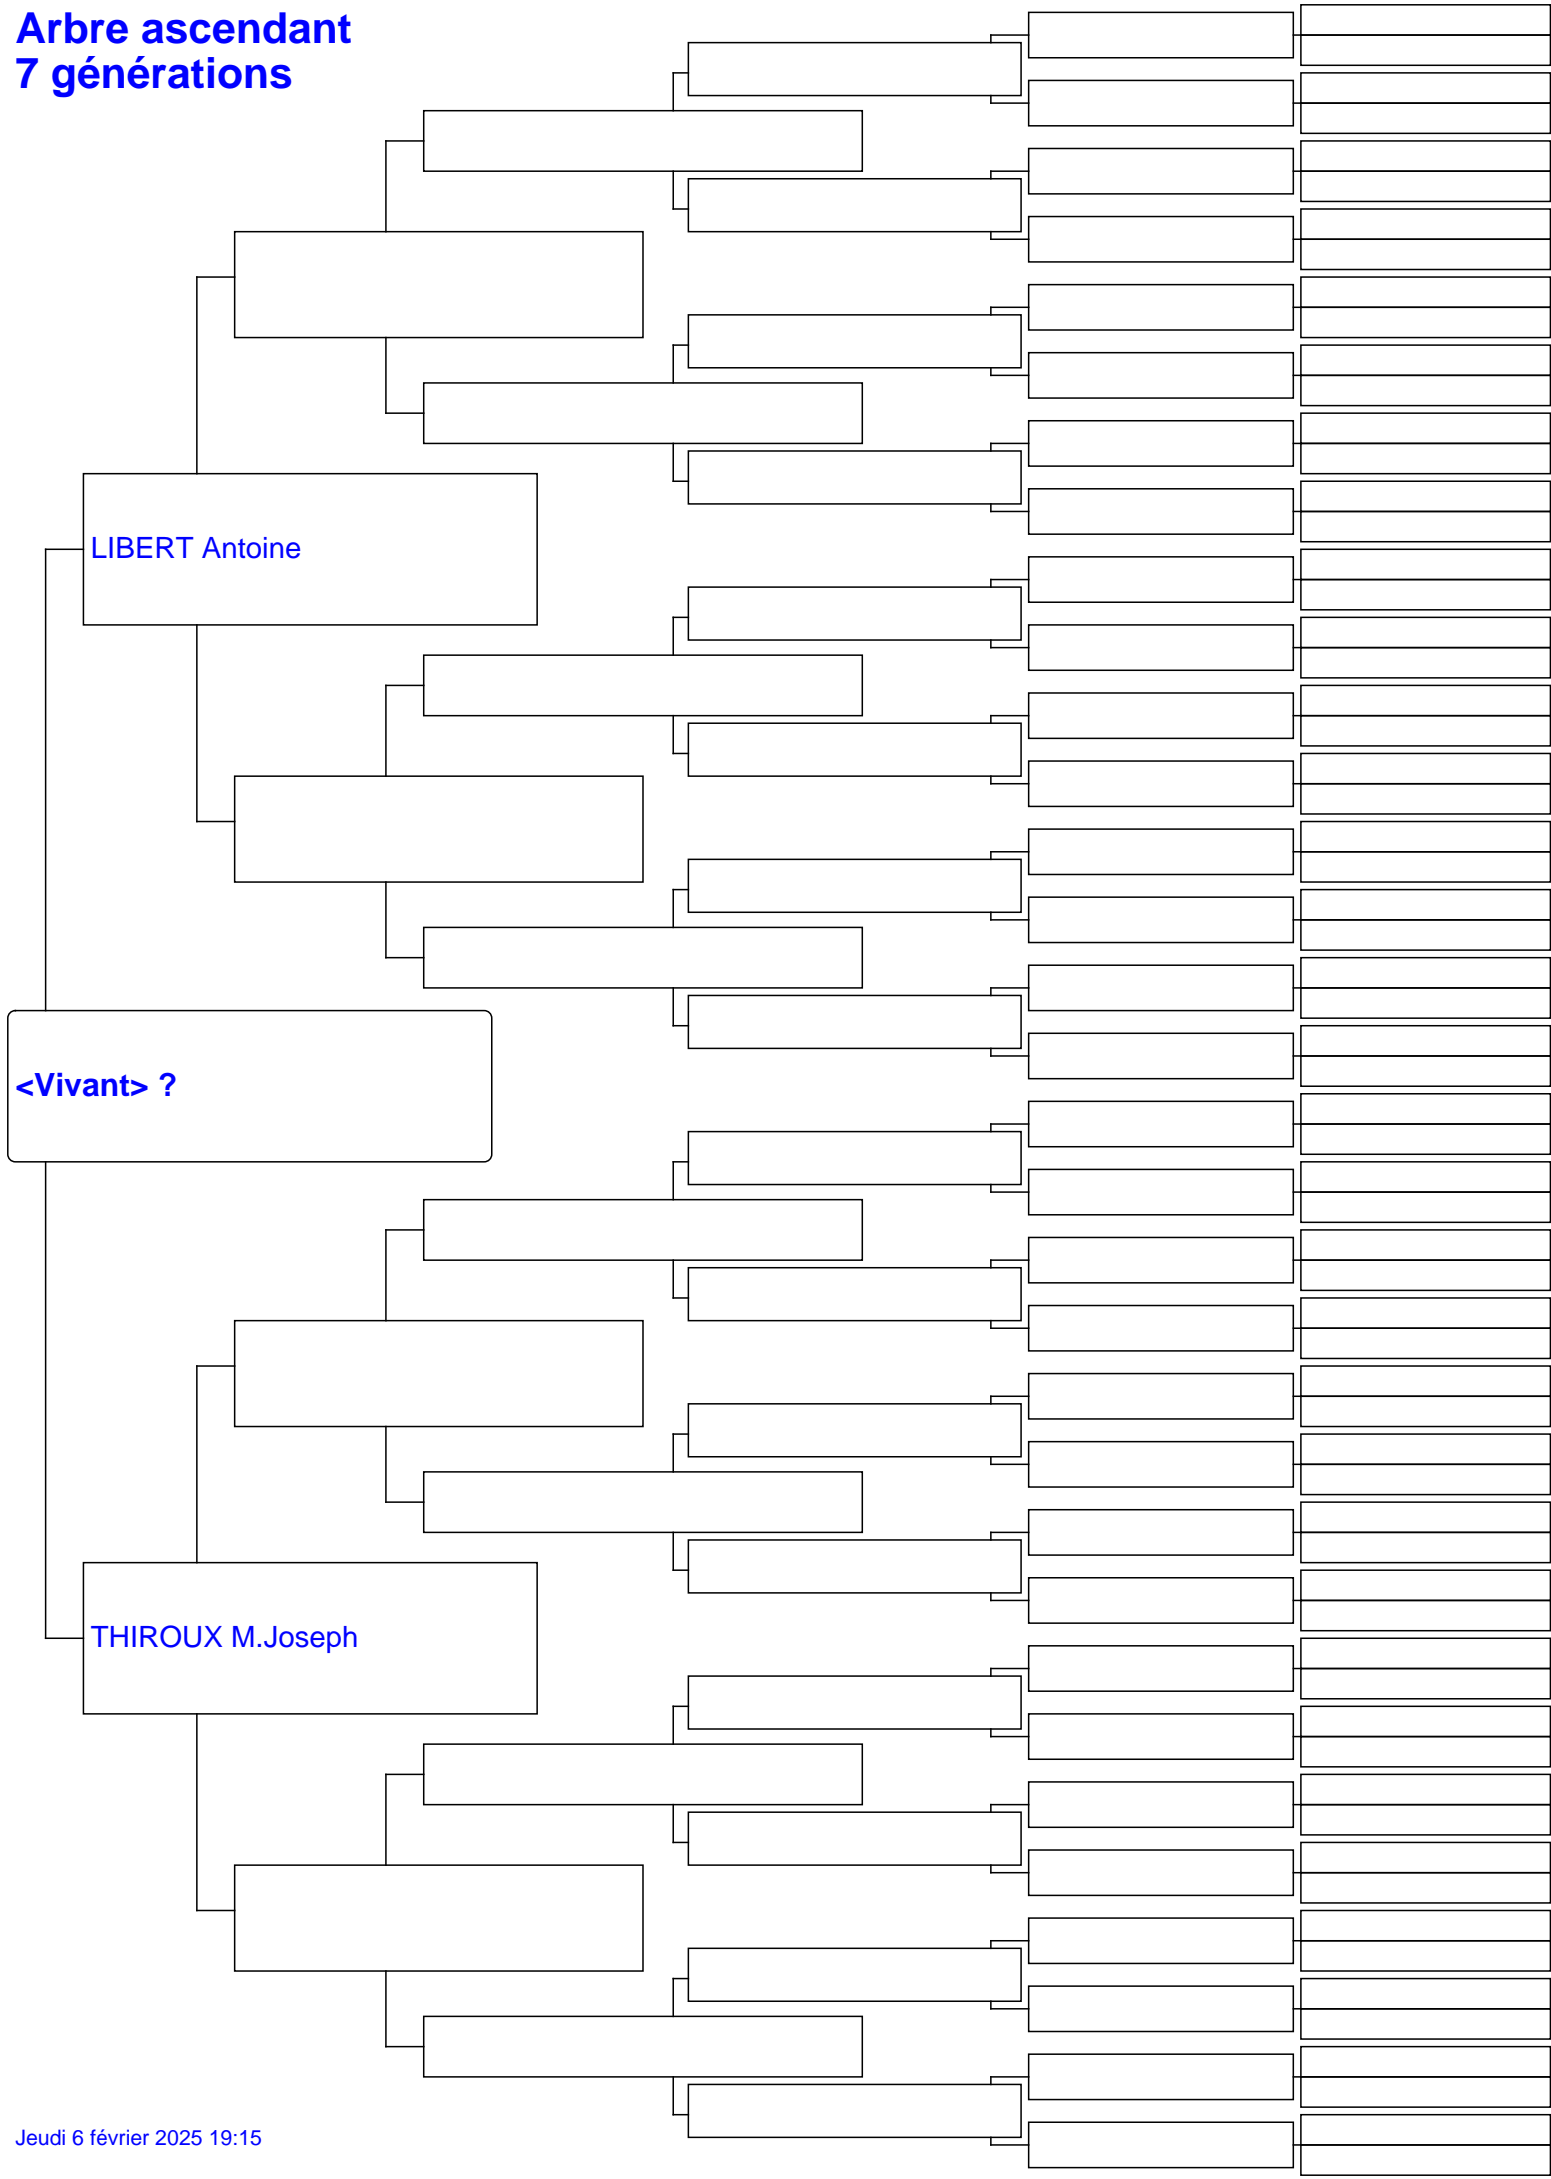 Arbre ascendant
7 générations
LIBERT Antoine
<Vivant> ?
THIROUX M.Joseph
Jeudi 6 février 2025 19:15